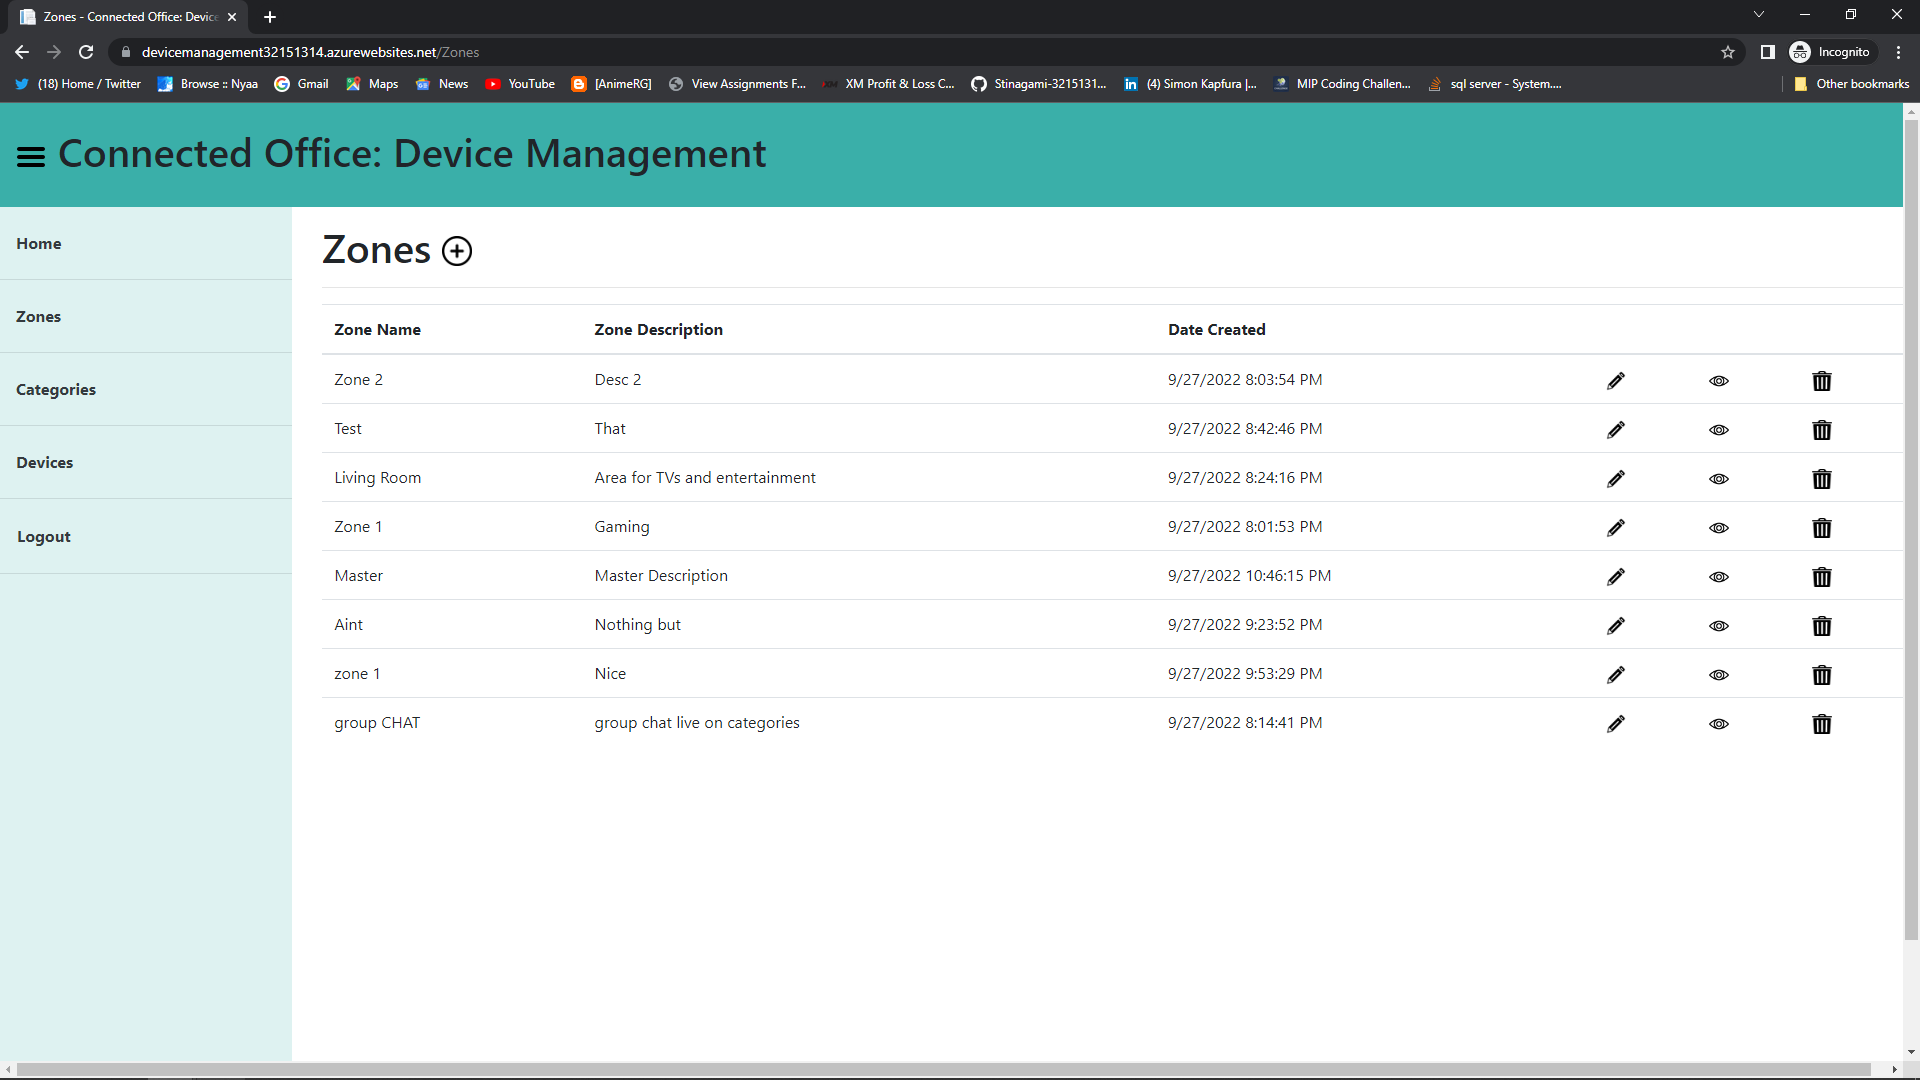 Zones - Connected Office: Device
devicemanagement32151314.azurewebsites.net/Zones
Incognito
(18) Home / Twitter
Browse :: Nyaa
Gmail
Maps
News
YouTube
[AnimeRG]
View Assignments F...
XM Profit & Loss C...
Stinagami-3215131...
(4) Simon Kapfura |...
MIP Coding Challen...
sql server - System....
Other bookmarks
Connected Office: Device Management
Home
Zones
Categories
Devices
Logout
Zones
Zone Name Zone Description Date Created
Zone 2 Desc 2 9/27/2022 8:03:54 PM
Test That 9/27/2022 8:42:46 PM
Living Room Area for TVs and entertainment 9/27/2022 8:24:16 PM
Zone 1 Gaming 9/27/2022 8:01:53 PM
Master Master Description 9/27/2022 10:46:15 PM
Aint Nothing but 9/27/2022 9:23:52 PM
zone 1 Nice 9/27/2022 9:53:29 PM
group CHAT group chat live on categories 9/27/2022 8:14:41 PM